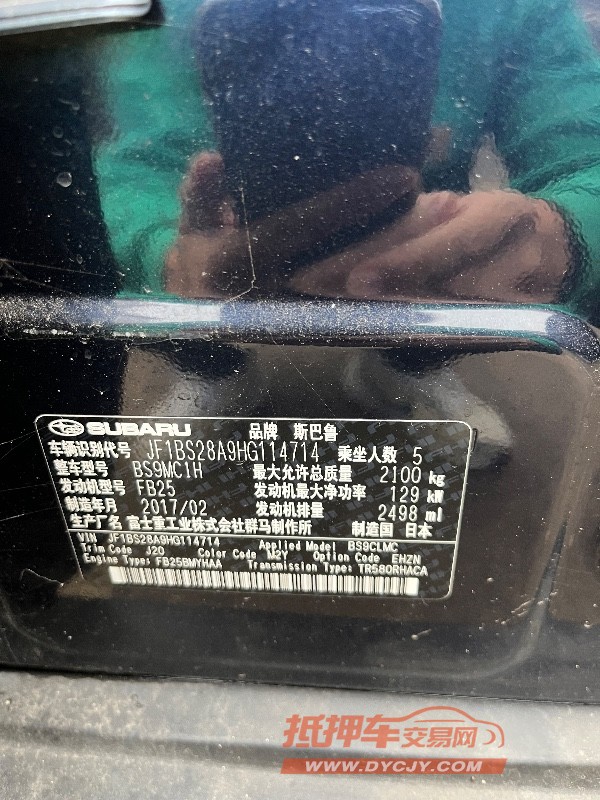 SUBARU 品牌 斯巴鲁
车辆识别代号 JF1BS28A9HG114714 乘坐人数 5
整车型号 BS9MC1H 最大允许总质量 2100 kg
发动机型号 FB25 发动机最大净功率 129 kW
制造年月 2017/02 发动机排量 2498 ml
生产厂名 富士重工业株式会社群马制作所 制造国 日本
VIN JF1BS28A9HG114714 Applied Model BS9CLMC
Trim Code J20 Color Code N2Y Option Code EHZN
Engine Type: FB25BMYHAA Transmission Type: TR580RHACA
抵押车交易网
WWW.DYCJY.COM